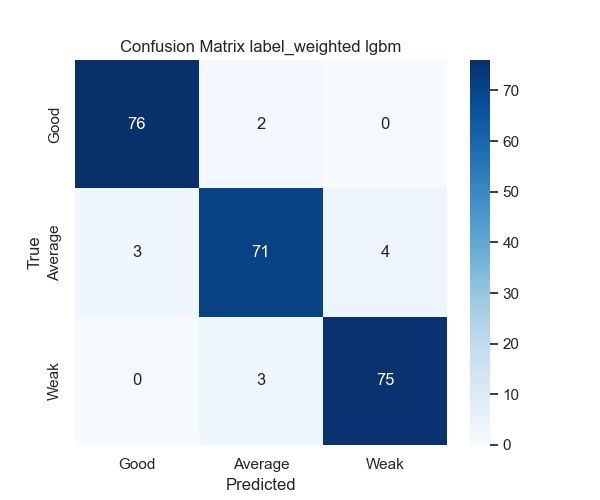 Confusion Matrix label_weighted lgbm
Good
76
2
0
Average
3
71
4
Weak
0
3
75
True
Good
Average
Weak
Predicted
70
60
50
40
30
20
10
0